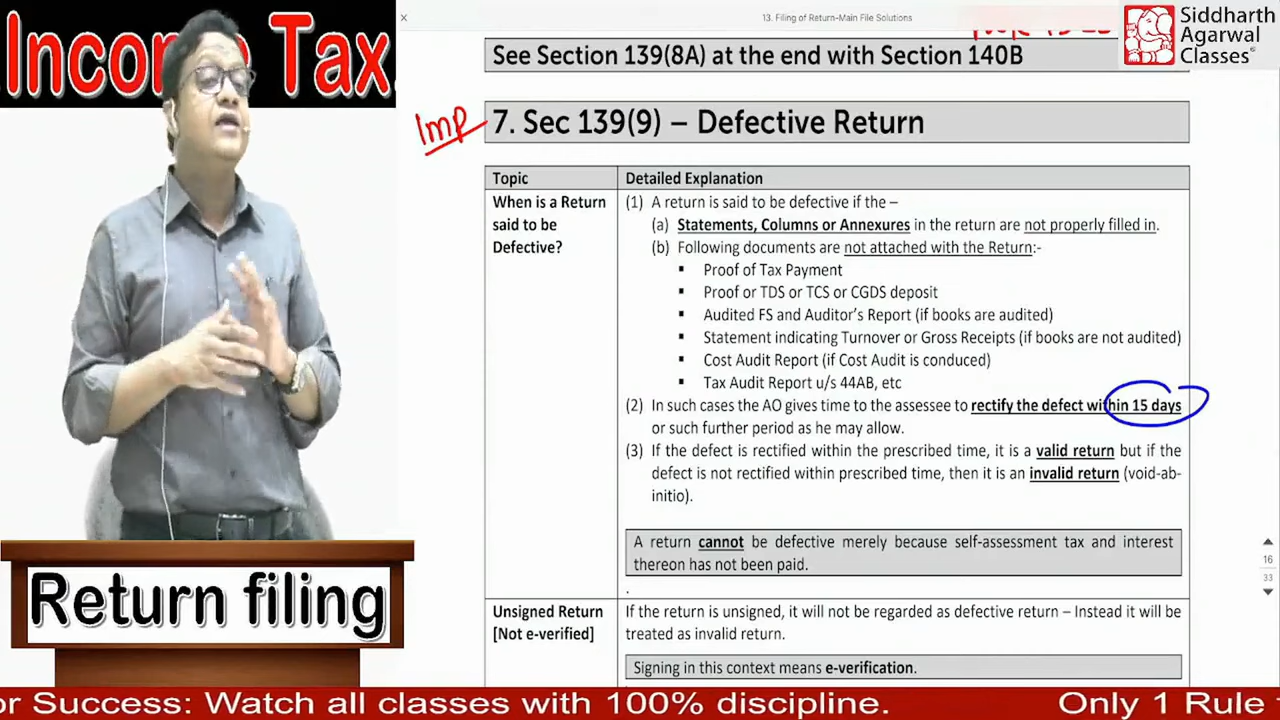 Income Tax.
13. Filing of Return-Main File Solutions
Siddharth
Agarwal
Classes®
See Section 139(8A) at the end with Section 140B
Imp
7. Sec 139(9) – Defective Return
Topic
Detailed Explanation
When is a Return
said to be
Defective?
(1) A return is said to be defective if the –
(a) Statements, Columns or Annexures in the return are not properly filled in.
(b) Following documents are not attached with the Return:-
▪ Proof of Tax Payment
▪ Proof or TDS or TCS or CGDS deposit
▪ Audited FS and Auditor's Report (if books are audited)
▪ Statement indicating Turnover or Gross Receipts (if books are not audited)
▪ Cost Audit Report (if Cost Audit is conduced)
▪ Tax Audit Report u/s 44AB, etc
(2) In such cases the AO gives time to the assessee to rectify the defect within 15 days
or such further period as he may allow.
(3) If the defect is rectified within the prescribed time, it is a valid return but if the
defect is not rectified within prescribed time, then it is an invalid return (void-ab-
initio).
A return cannot be defective merely because self-assessment tax and interest
thereon has not been paid.
.
Unsigned Return
[Not e-verified]
If the return is unsigned, it will not be regarded as defective return – Instead it will be
treated as invalid return.
Signing in this context means e-verification.
16
33
Return filing
or Success: Watch all classes with 100% discipline.
Only 1 Rule